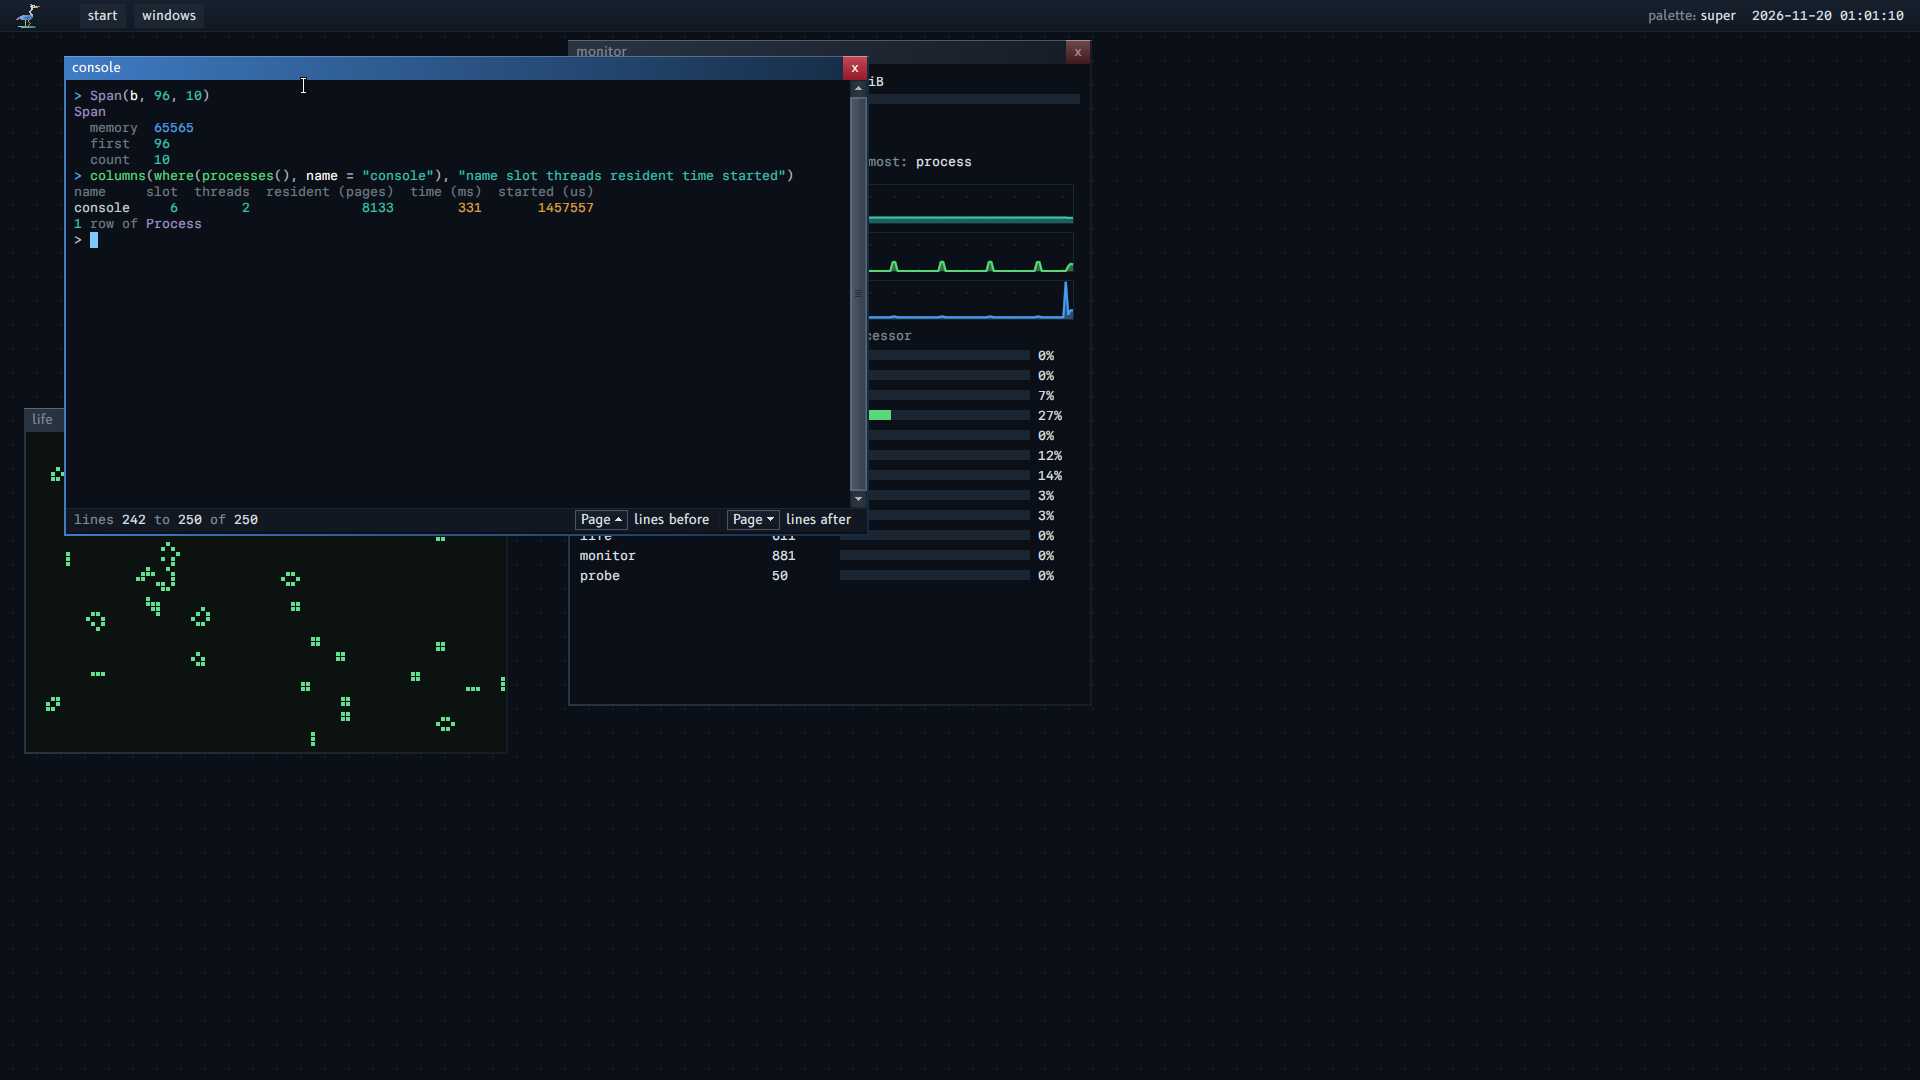 start windows palette: super 2026-11-20 01:01:10
monitor x
console x
iB
> Span(b, 96, 10)
Span
memory 65565
first 96
count 10
most: process
> columns(where(processes(), name = "console"), "name slot threads resident time started")
name slot threads resident (pages) time (ms) started (us)
console 6 2 8133 331 1457557
1 row of Process
>
cessor
0%
0%
7%
27%
0%
12%
14%
3%
3%
0%
monitor 881 0%
probe 50 0%
life
lines 242 to 250 of 250 Page lines before Page lines after